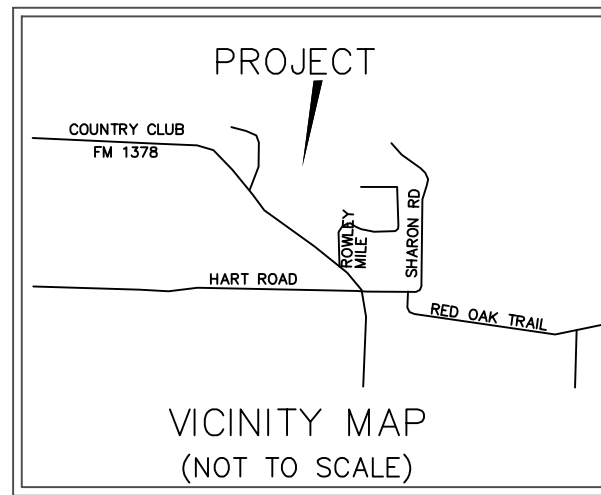 PROJECT
COUNTRY CLUB
FM 1378
ROWLEY
MILE
SHARON RD
HART ROAD
RED OAK TRAIL
VICINITY MAP
(NOT TO SCALE)